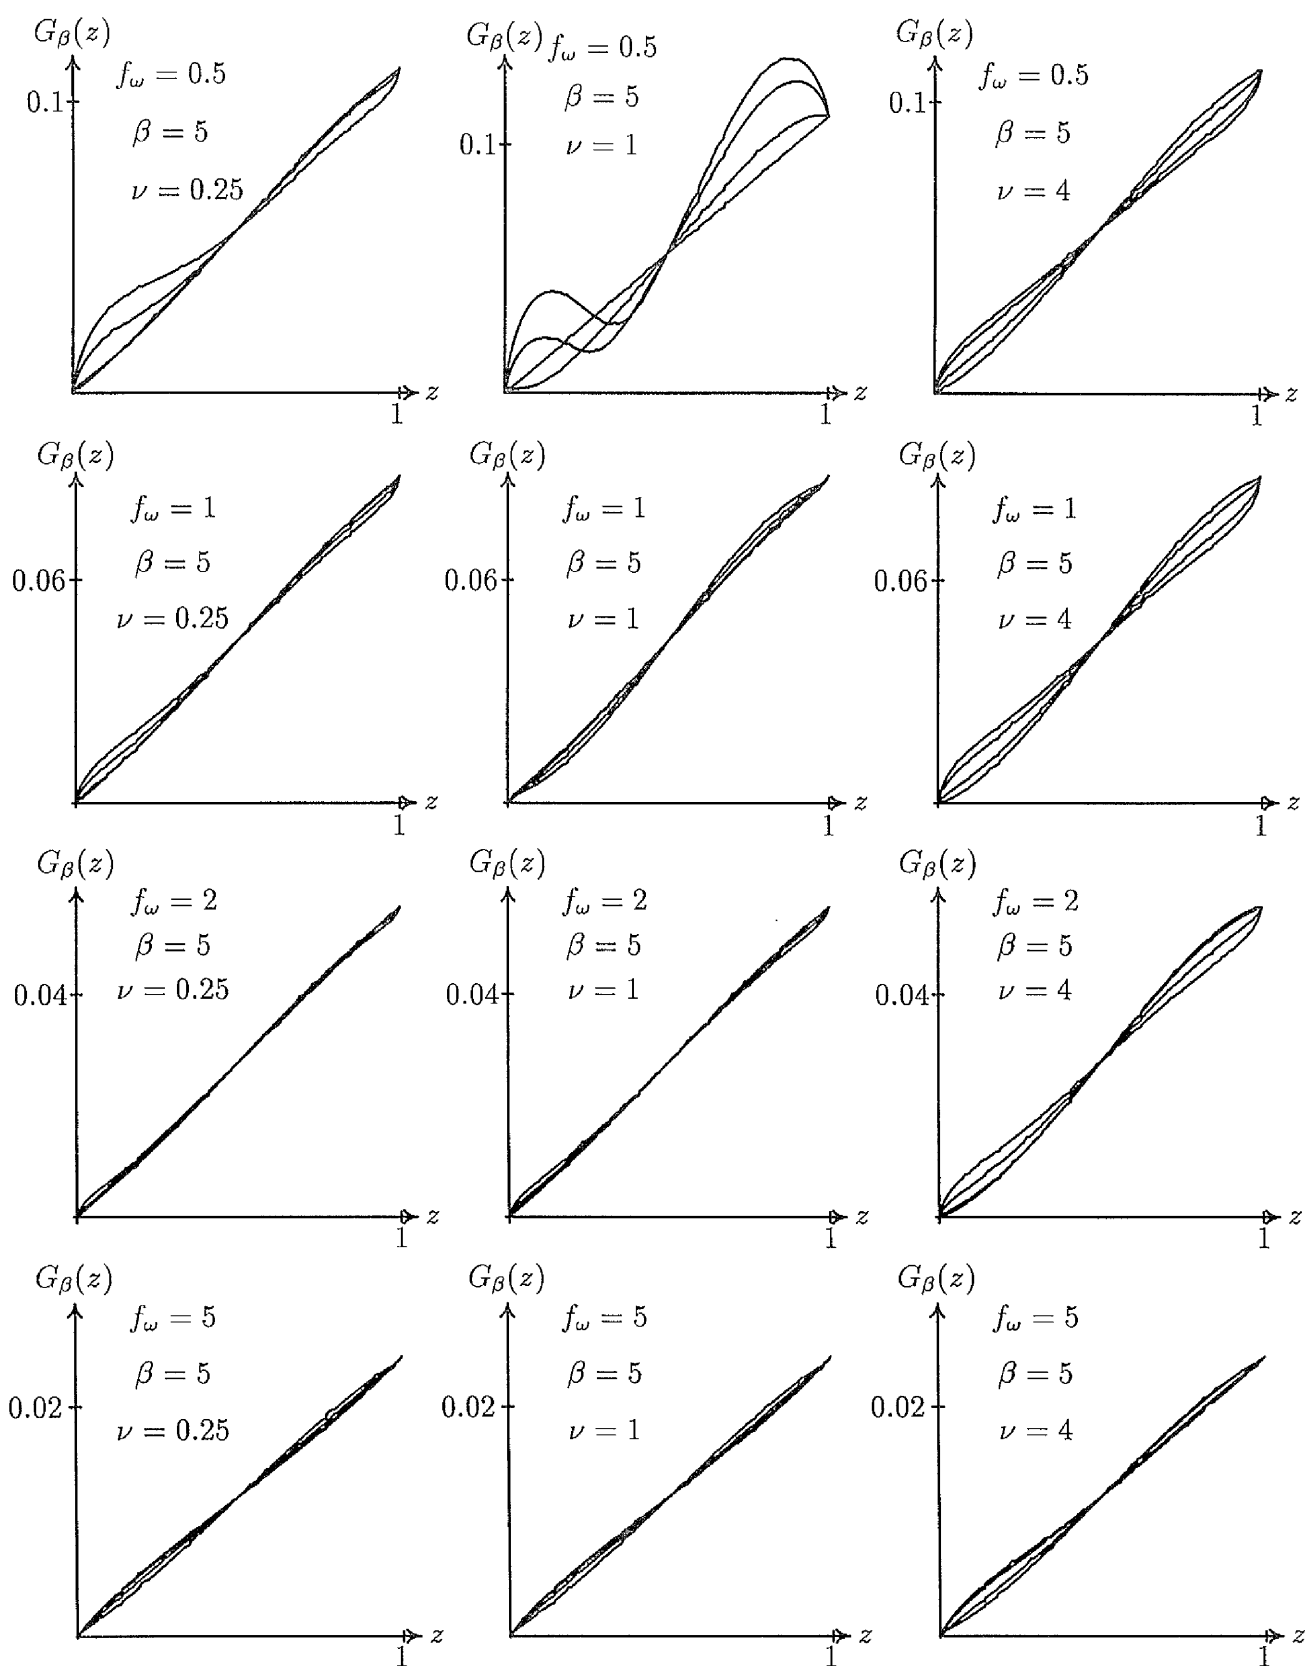 G_β(z)
f_ω = 0.5
0.1
β = 5
ν = 0.25
z
1
G_β(z)
f_ω = 0.5
β = 5
0.1
ν = 1
z
1
G_β(z)
f_ω = 0.5
0.1
β = 5
ν = 4
z
1
G_β(z)
f_ω = 1
β = 5
0.06
ν = 0.25
z
1
G_β(z)
f_ω = 1
β = 5
0.06
ν = 1
z
1
G_β(z)
f_ω = 1
β = 5
0.06
ν = 4
z
1
G_β(z)
f_ω = 2
β = 5
0.04
ν = 0.25
z
1
G_β(z)
f_ω = 2
β = 5
0.04
ν = 1
z
1
G_β(z)
f_ω = 2
β = 5
0.04
ν = 4
z
1
G_β(z)
f_ω = 5
β = 5
0.02
ν = 0.25
z
1
G_β(z)
f_ω = 5
β = 5
0.02
ν = 1
z
1
G_β(z)
f_ω = 5
β = 5
0.02
ν = 4
z
1